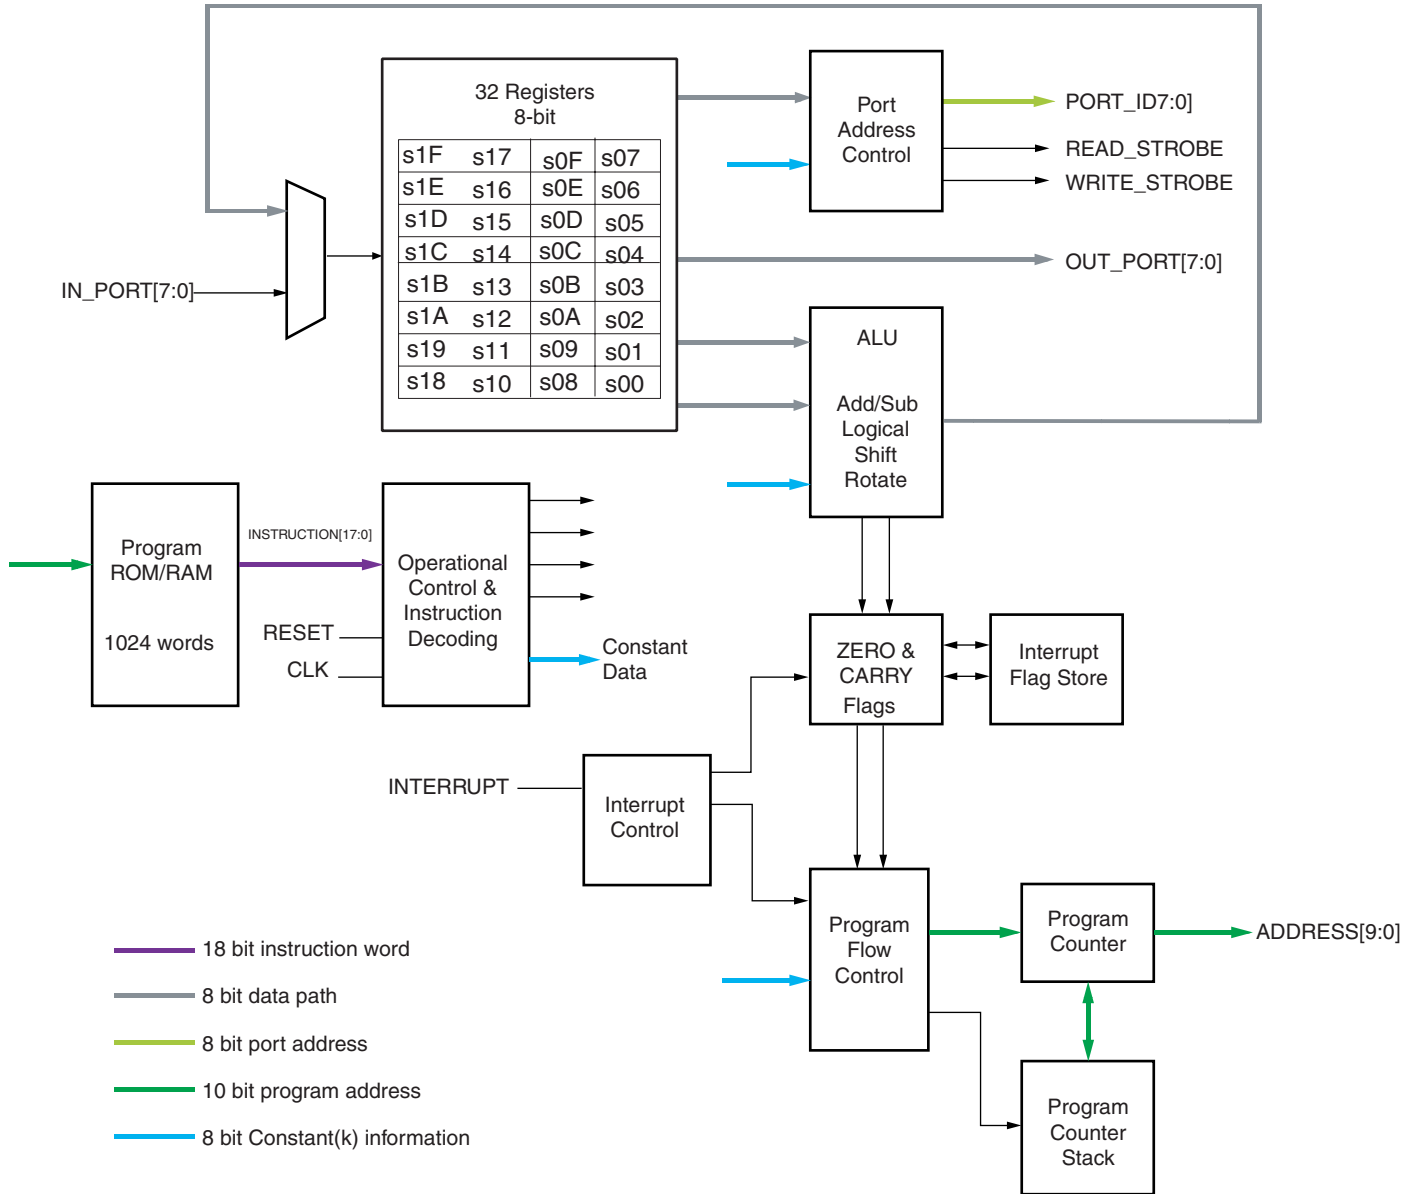 32 Registers
8-bit
s1F s17 s0F s07
s1E s16 s0E s06
s1D s15 s0D s05
s1C s14 s0C s04
s1B s13 s0B s03
s1A s12 s0A s02
s19 s11 s09 s01
s18 s10 s08 s00
IN_PORT[7:0]
Port
Address
Control
PORT_ID7:0]
READ_STROBE
WRITE_STROBE
OUT_PORT[7:0]
ALU
Add/Sub
Logical
Shift
Rotate
Program
ROM/RAM
1024 words
INSTRUCTION[17:0]
RESET
CLK
Operational
Control &
Instruction
Decoding
Constant
Data
ZERO &
CARRY
Flags
Interrupt
Flag Store
INTERRUPT
Interrupt
Control
Program
Flow
Control
Program
Counter
ADDRESS[9:0]
Program
Counter
Stack
18 bit instruction word
8 bit data path
8 bit port address
10 bit program address
8 bit Constant(k) information